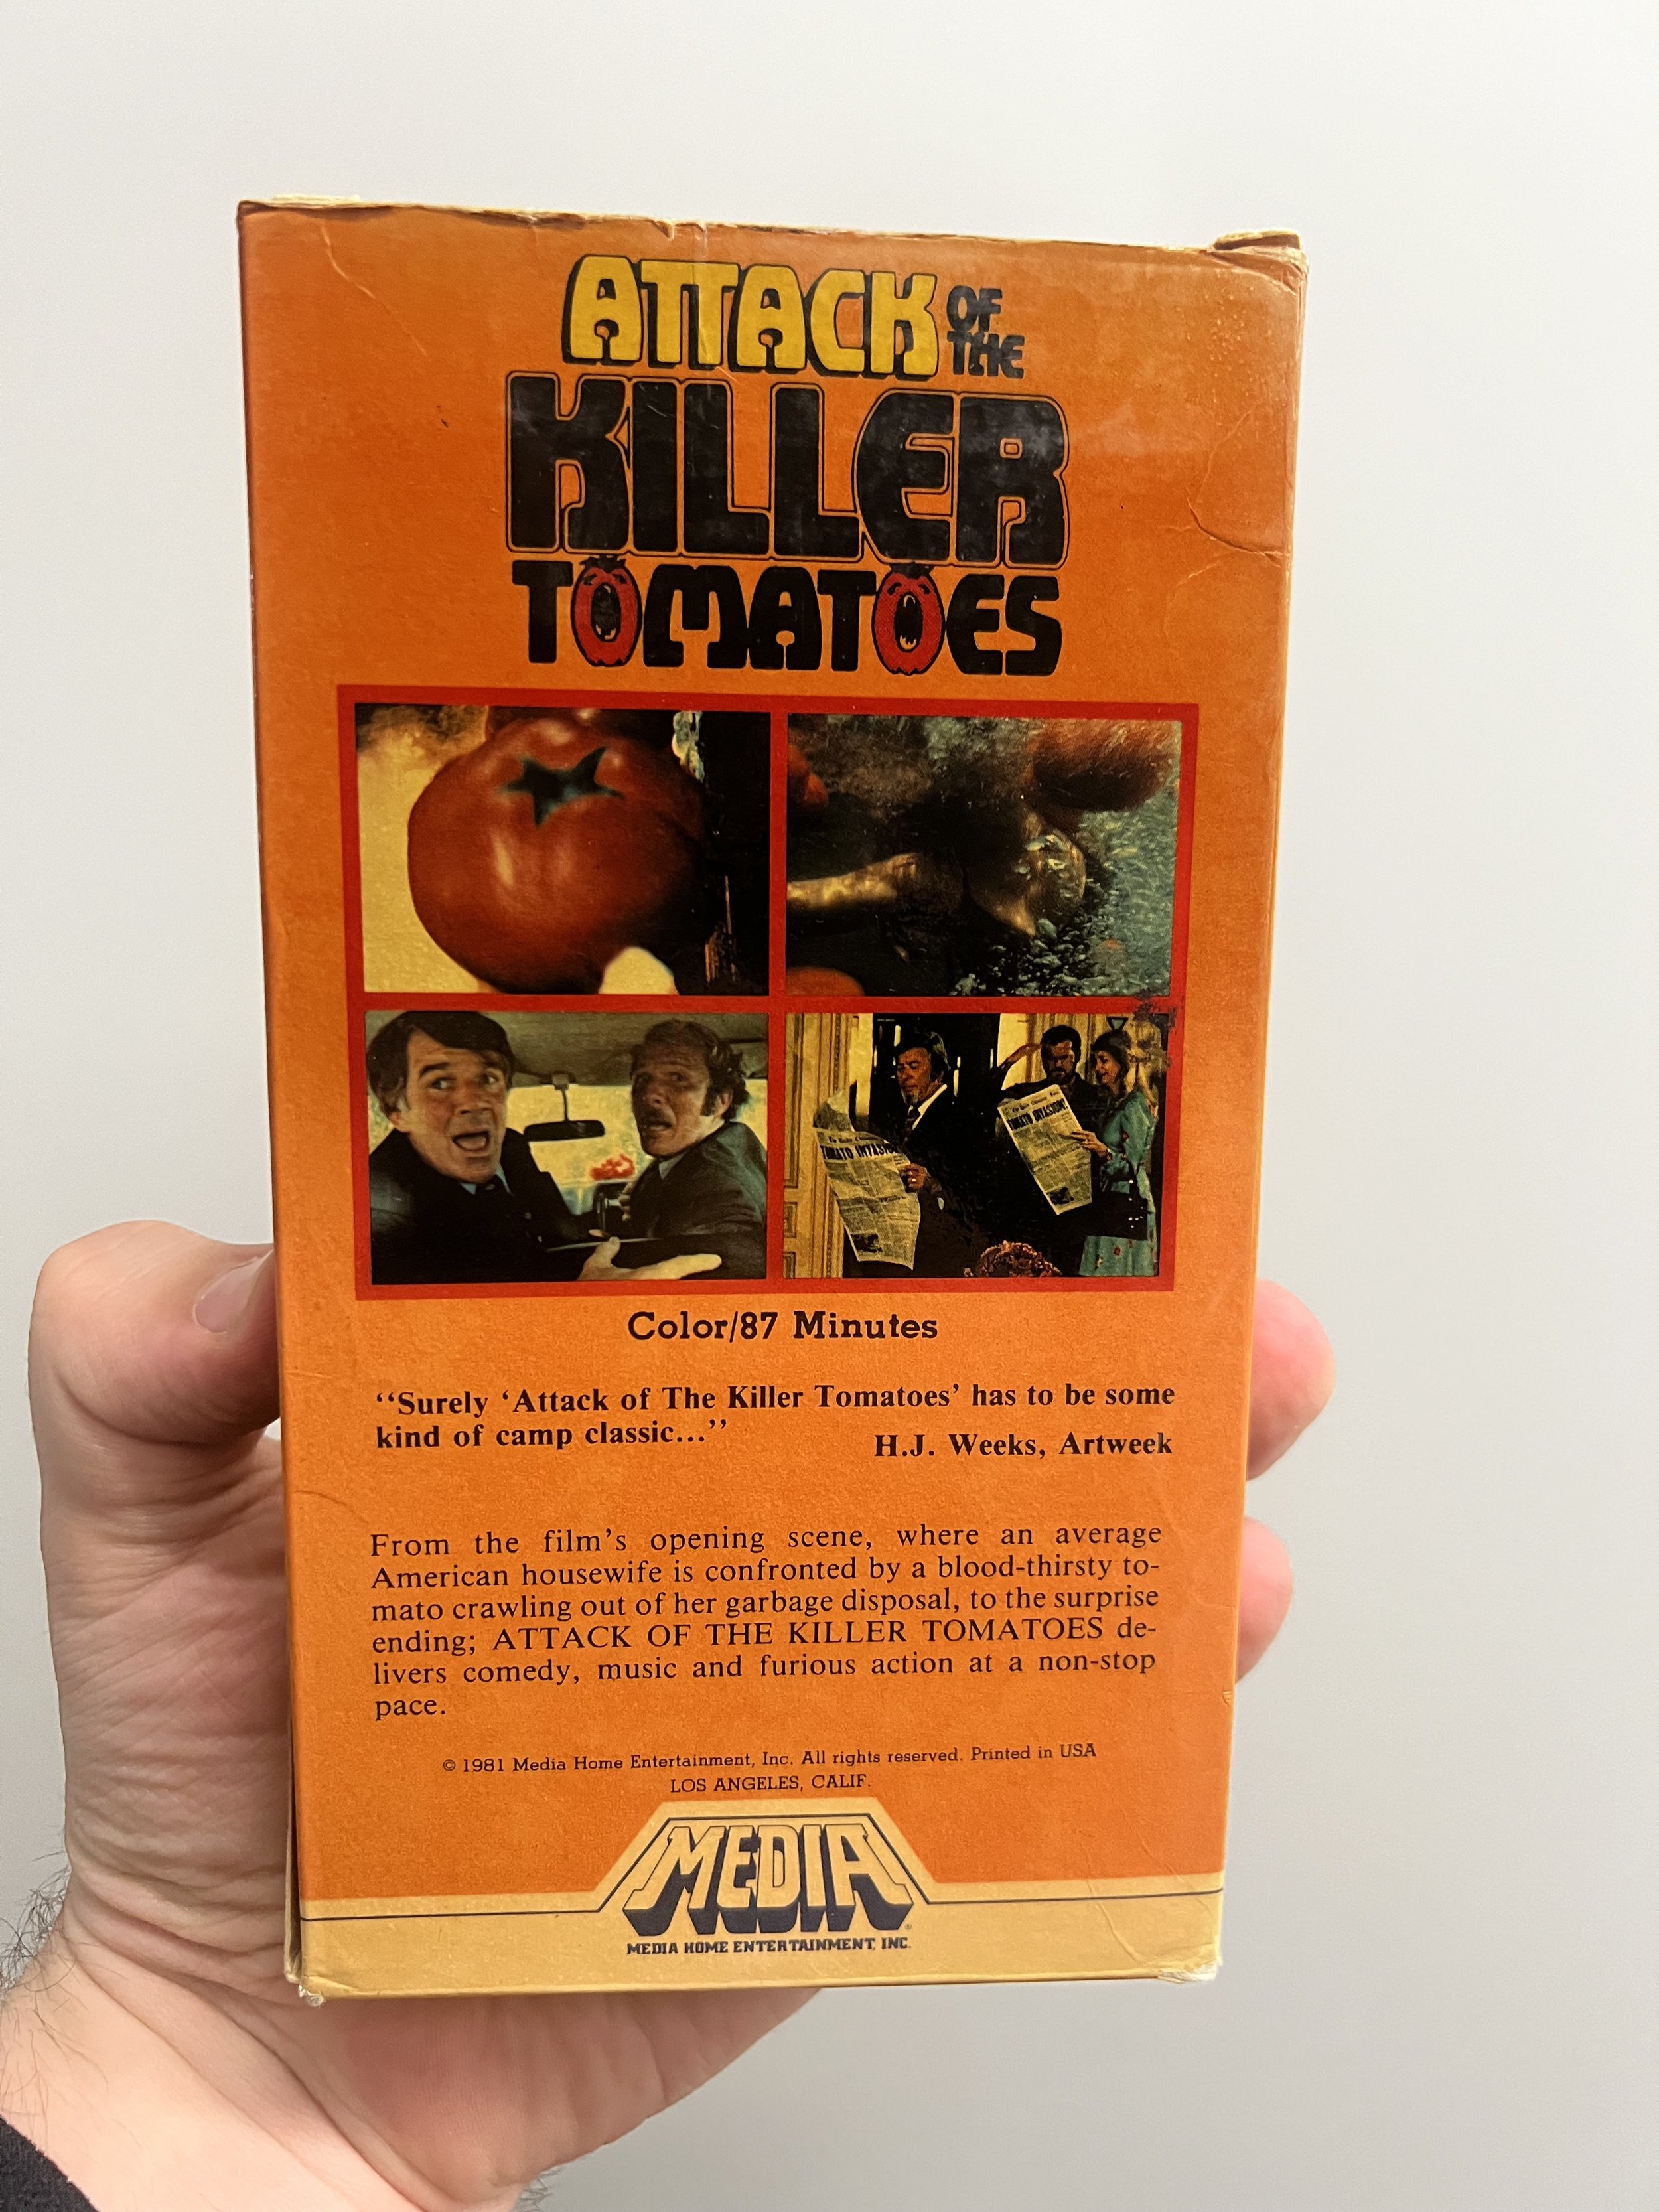 ATTACK OF THE
KILLER
TOMATOES
TOMATO INVASION!
Color/87 Minutes
“Surely ‘Attack of The Killer Tomatoes’ has to be some
kind of camp classic...”
H.J. Weeks, Artweek
From the film’s opening scene, where an average
American housewife is confronted by a blood-thirsty to-
mato crawling out of her garbage disposal, to the surprise
ending; ATTACK OF THE KILLER TOMATOES de-
livers comedy, music and furious action at a non-stop
pace.
© 1981 Media Home Entertainment, Inc. All rights reserved. Printed in USA
LOS ANGELES, CALIF.
MEDIA®
MEDIA HOME ENTERTAINMENT, INC.